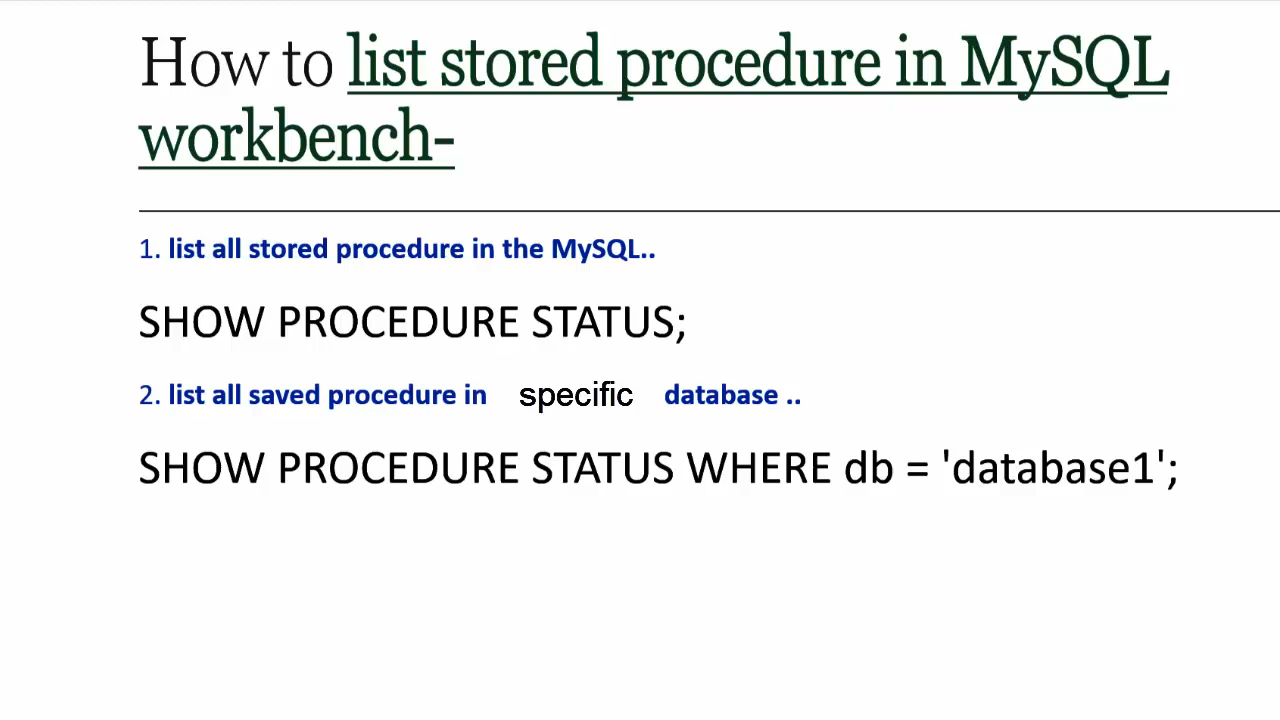 How to list stored procedure in MySQL
workbench-
1. list all stored procedure in the MySQL..
SHOW PROCEDURE STATUS;
2. list all saved procedure in specific database ..
SHOW PROCEDURE STATUS WHERE db = 'database1';